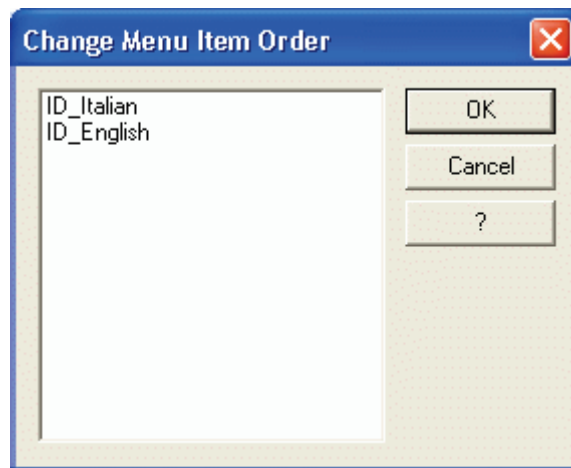 Change Menu Item Order
ID_Italian
ID_English
OK
Cancel
?